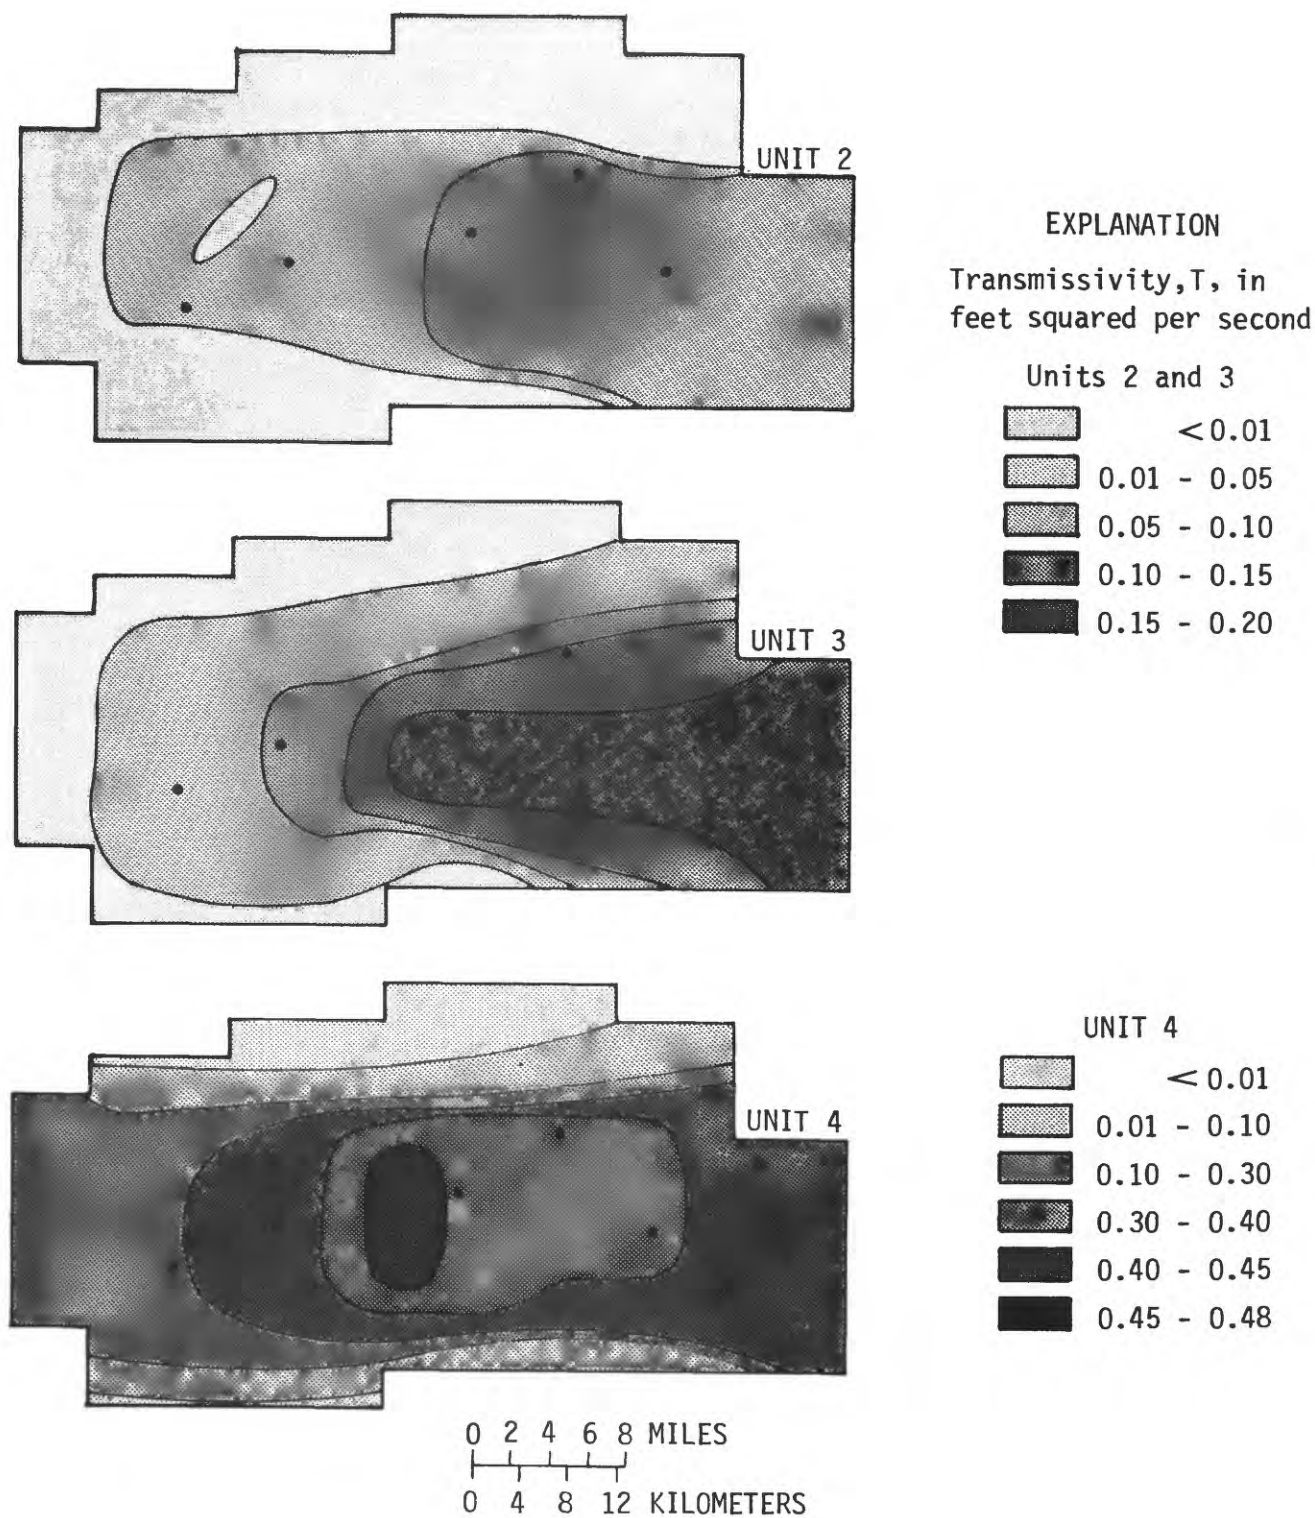 UNIT 2
EXPLANATION
Transmissivity,T, in
feet squared per second
Units 2 and 3
<0.01
0.01 - 0.05
0.05 - 0.10
0.10 - 0.15
0.15 - 0.20
UNIT 3
UNIT 4
<0.01
0.01 - 0.10
0.10 - 0.30
0.30 - 0.40
0.40 - 0.45
0.45 - 0.48
UNIT 4
0 2 4 6 8 MILES
0 4 8 12 KILOMETERS